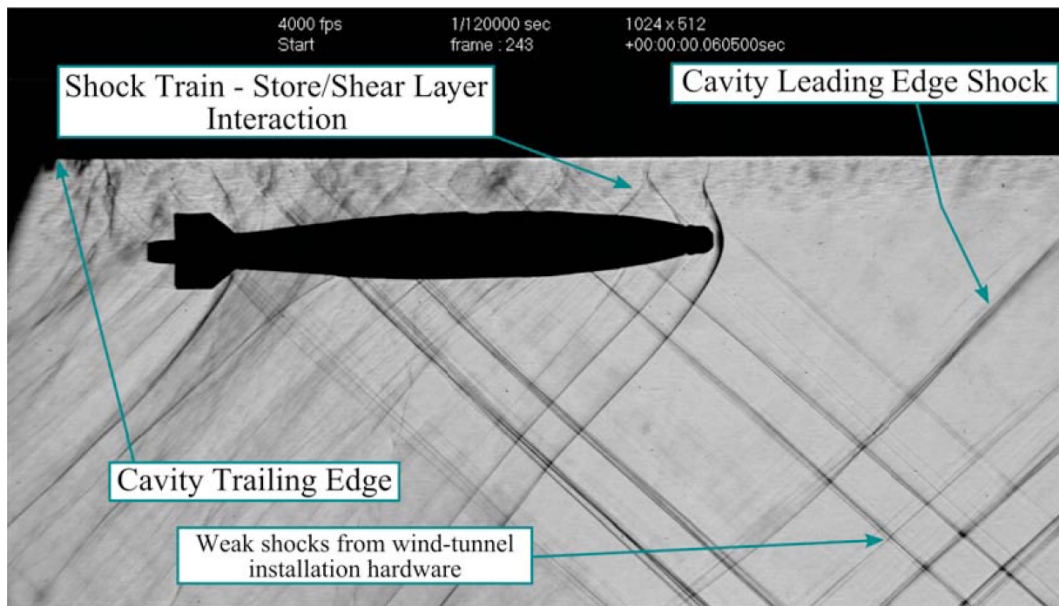 4000 fps 1/120000 sec 1024 x 512
Start frame : 243 +00:00:00.060500sec
Shock Train - Store/Shear Layer
Interaction
Cavity Leading Edge Shock
Cavity Trailing Edge
Weak shocks from wind-tunnel
installation hardware